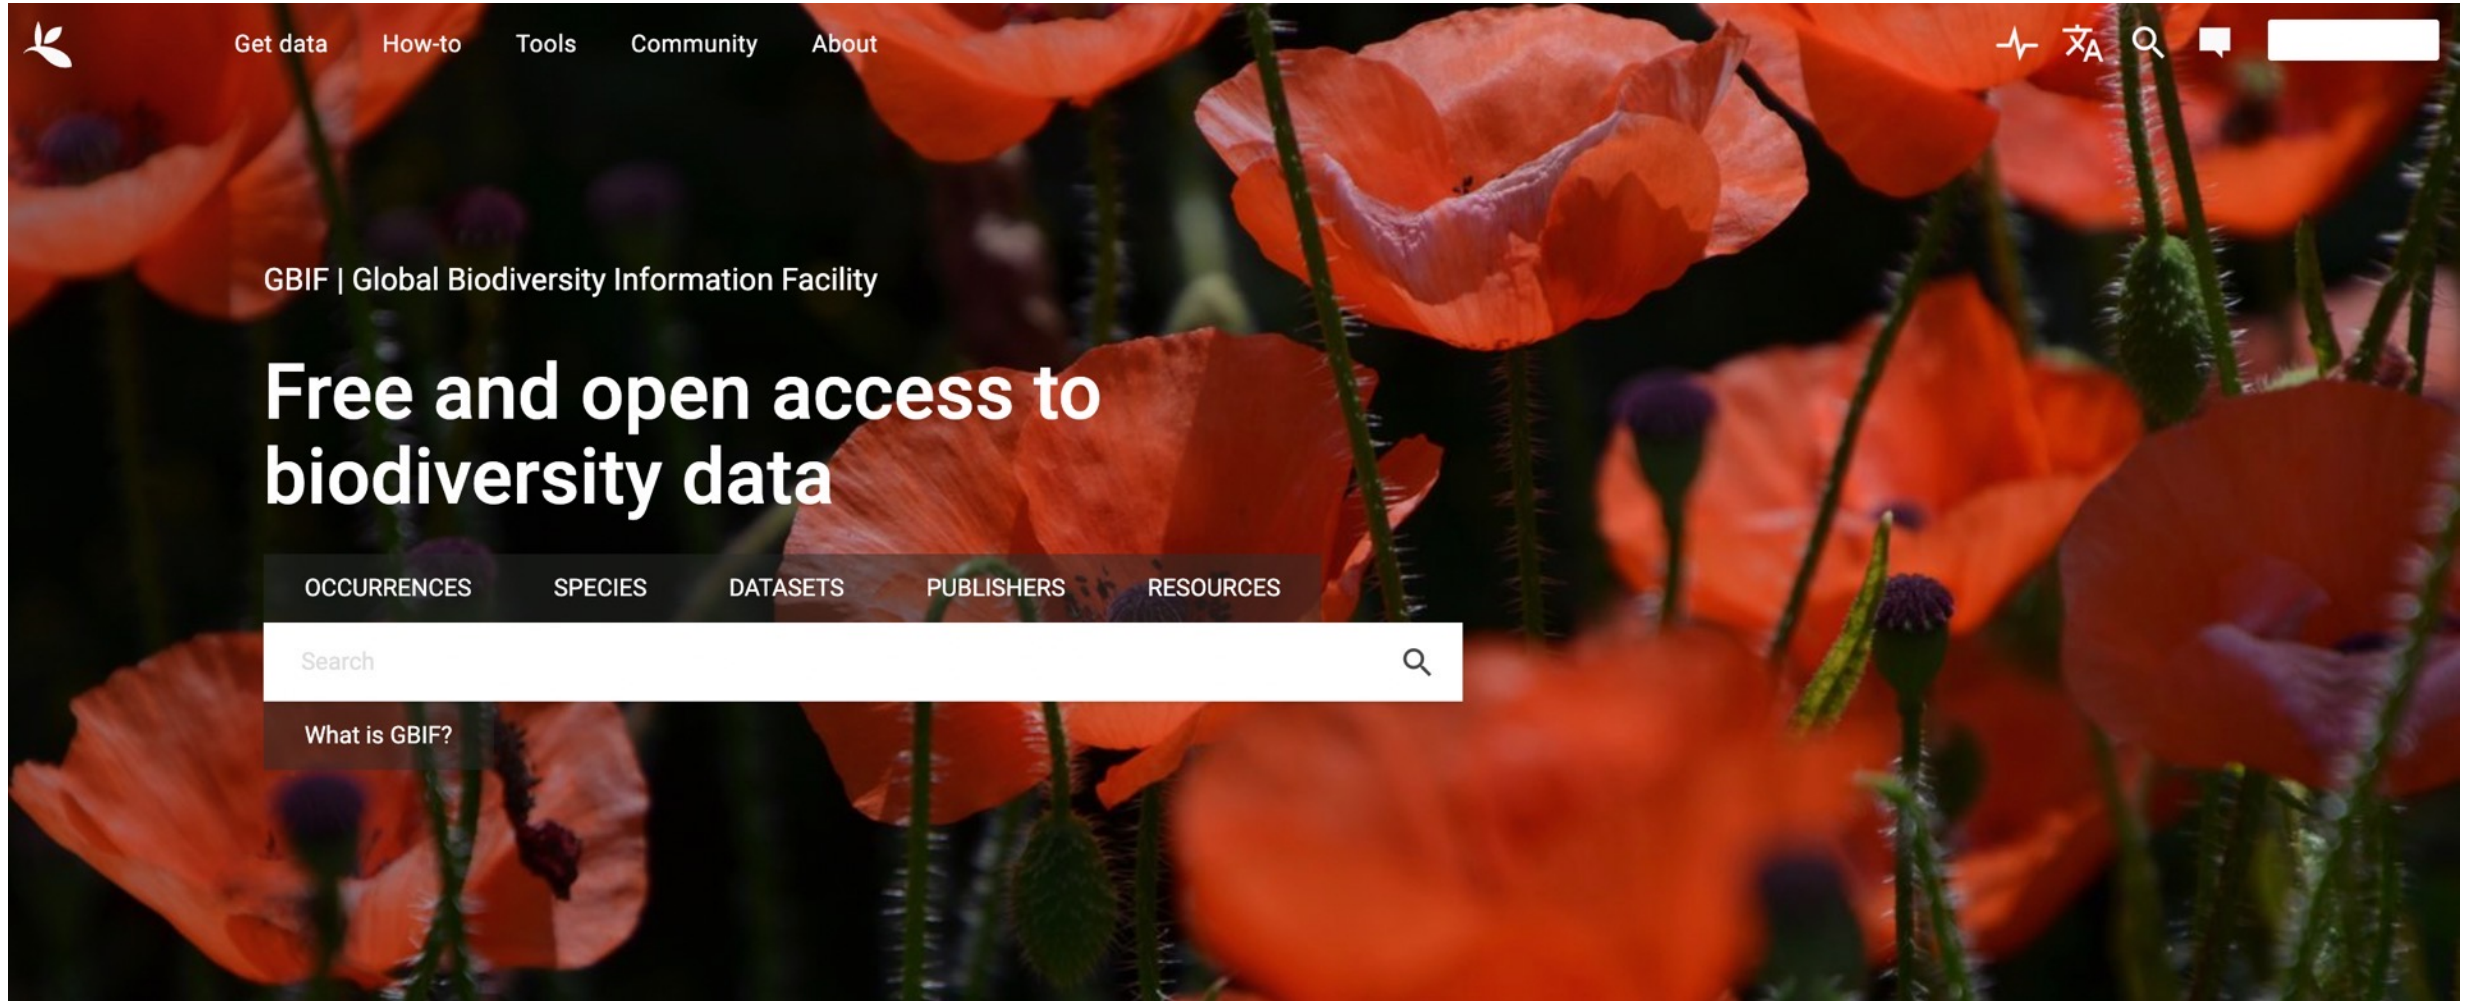 Get data How-to Tools Community About
GBIF | Global Biodiversity Information Facility
Free and open access to
biodiversity data
OCCURRENCES SPECIES DATASETS PUBLISHERS RESOURCES
Search
What is GBIF?